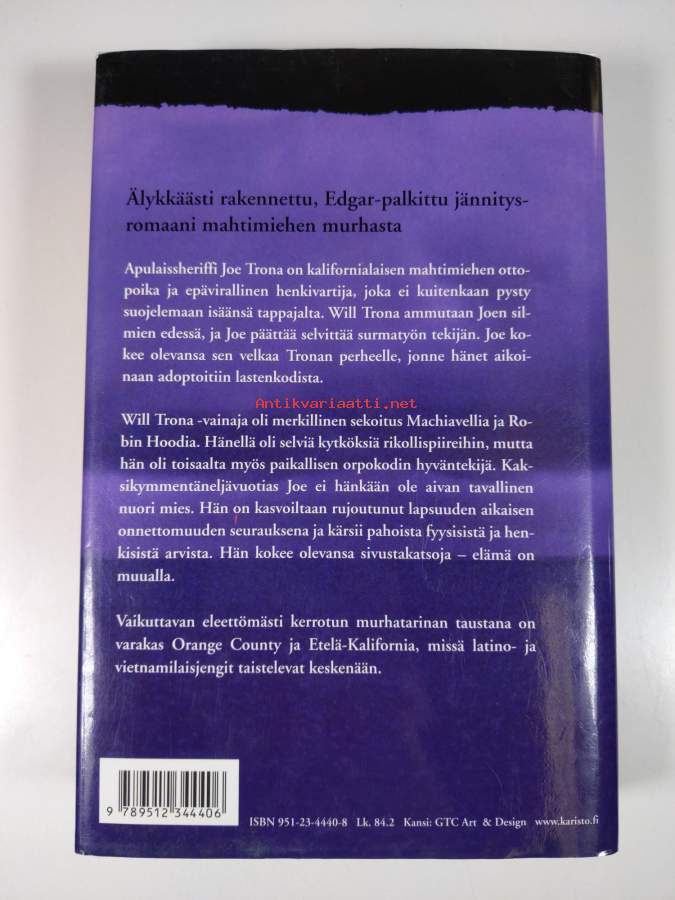 Älykkäästi rakennettu, Edgar-palkittu jännitys-
romaani mahtimiehen murhasta
Apulaissheriffi Joe Trona on kalifornialaisen mahtimiehen otto-
poika ja epävirallinen henkivartija, joka ei kuitenkaan pysty
suojelemaan isäänsä tappajalta. Will Trona ammutaan Joen sil-
mien edessä, ja Joe päättää selvittää surmatyön tekijän. Joe ko-
kee olevansa sen velkaa Tronan perheelle, jonne hänet aikoi-
naan adoptoitiin lastenkodista.
Antikvariaatti.net
Will Trona -vainaja oli merkillinen sekoitus Machiavellia ja Ro-
bin Hoodia. Hänellä oli selviä kytköksiä rikollispiireihin, mutta
hän oli toisaalta myös paikallisen orpokodin hyväntekijä. Kak-
sikymmentäneljävuotias Joe ei hänkään ole aivan tavallinen
nuori mies. Hän on kasvoiltaan rujoutunut lapsuuden aikaisen
onnettomuuden seurauksena ja kärsii pahoista fyysisistä ja hen-
kisistä arvista. Hän kokee olevansa sivustakatsoja – elämä on
muualla.
Vaikuttavan eleettömästi kerrotun murhatarinan taustana on
varakas Orange County ja Etelä-Kalifornia, missä latino- ja
vietnamilaisjengit taistelevat keskenään.
9 789512 344406
ISBN 951-23-4440-8 Lk. 84.2 Kansi: GTC Art & Design www.karisto.fi